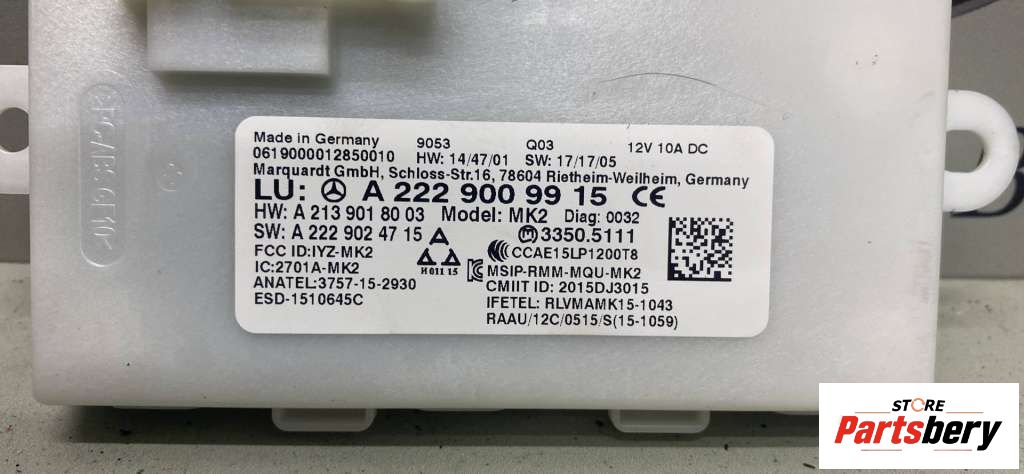 Made in Germany 9053 Q03 12V 10A DC
0619000012850010 HW: 14/47/01 SW: 17/17/05
Marquardt GmbH, Schloss-Str.16, 78604 Rietheim-Weilheim, Germany
LU: A 222 900 99 15 CE
HW: A 213 901 80 03 Model: MK2 Diag: 0032
SW: A 222 902 47 15 3350.5111
FCC ID:IYZ-MK2 CCAE15LP1200T8
H 011 15
IC:2701A-MK2 MSIP-RMM-MQU-MK2
ANATEL:3757-15-2930 CMIIT ID: 2015DJ3015
ESD-1510645C IFETEL: RLVMAMK15-1043
RAAU/12C/0515/S(15-1059)
STORE
Partsbery